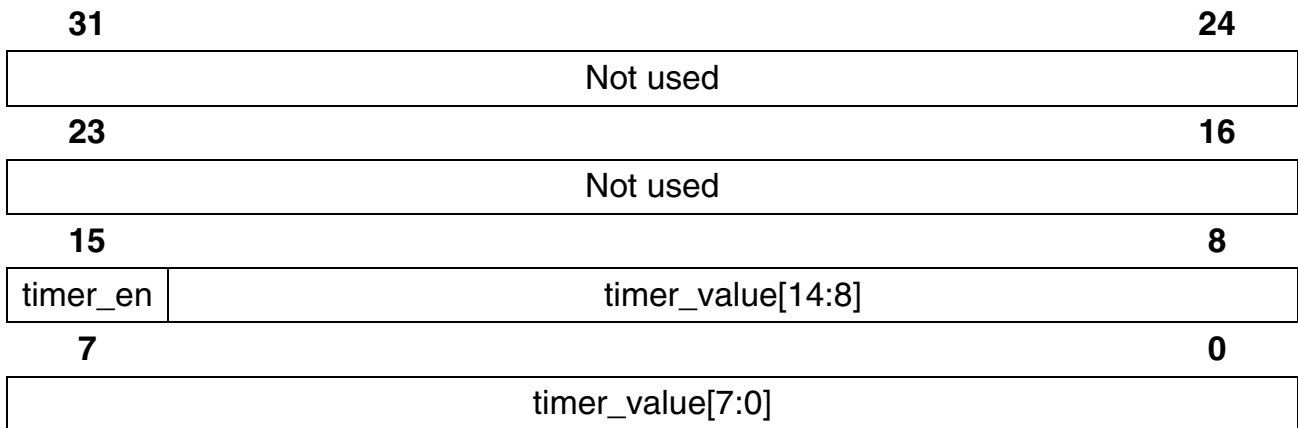 31 24
Not used
23 16
Not used
15 8
timer_en timer_value[14:8]
7 0
timer_value[7:0]